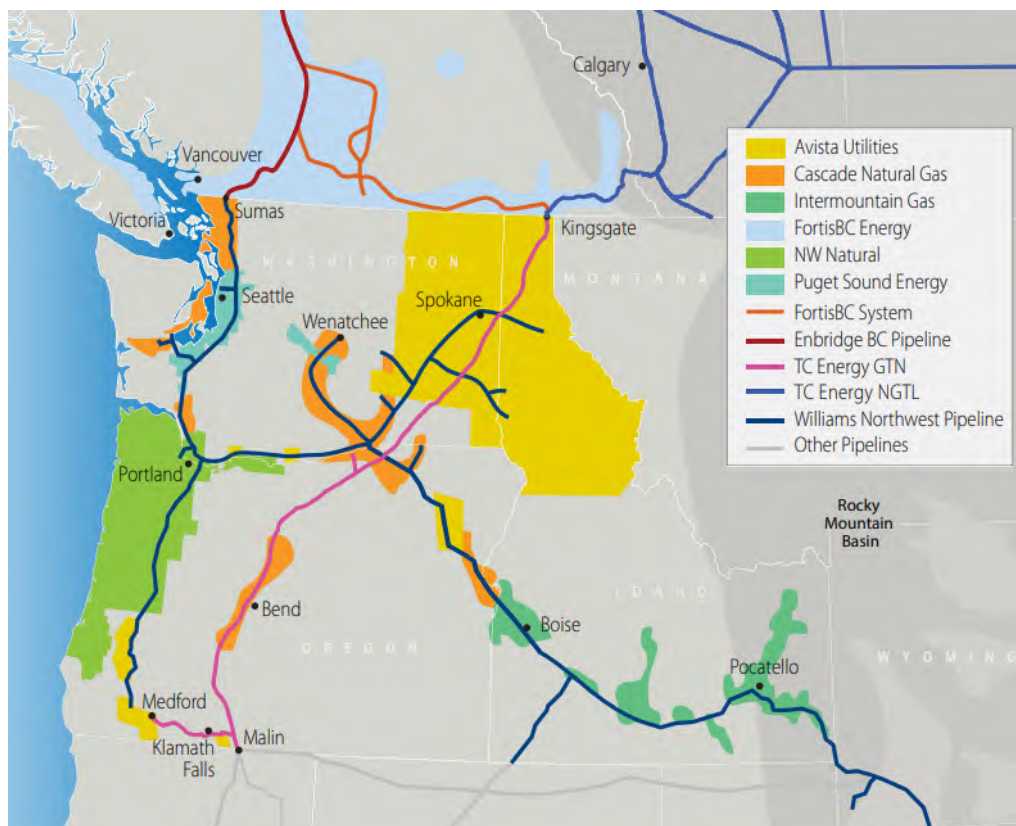 Calgary
Vancouver
Sumas
Victoria
Kingsgate
WASHINGTON
MONTANA
Seattle
Spokane
Wenatchee
Portland
Rocky
Mountain
Basin
Bend
OREGON
Boise
IDAHO
WYOMING
Pocatello
Medford
Klamath
Falls
Malin
Avista Utilities
Cascade Natural Gas
Intermountain Gas
FortisBC Energy
NW Natural
Puget Sound Energy
FortisBC System
Enbridge BC Pipeline
TC Energy GTN
TC Energy NGTL
Williams Northwest Pipeline
Other Pipelines